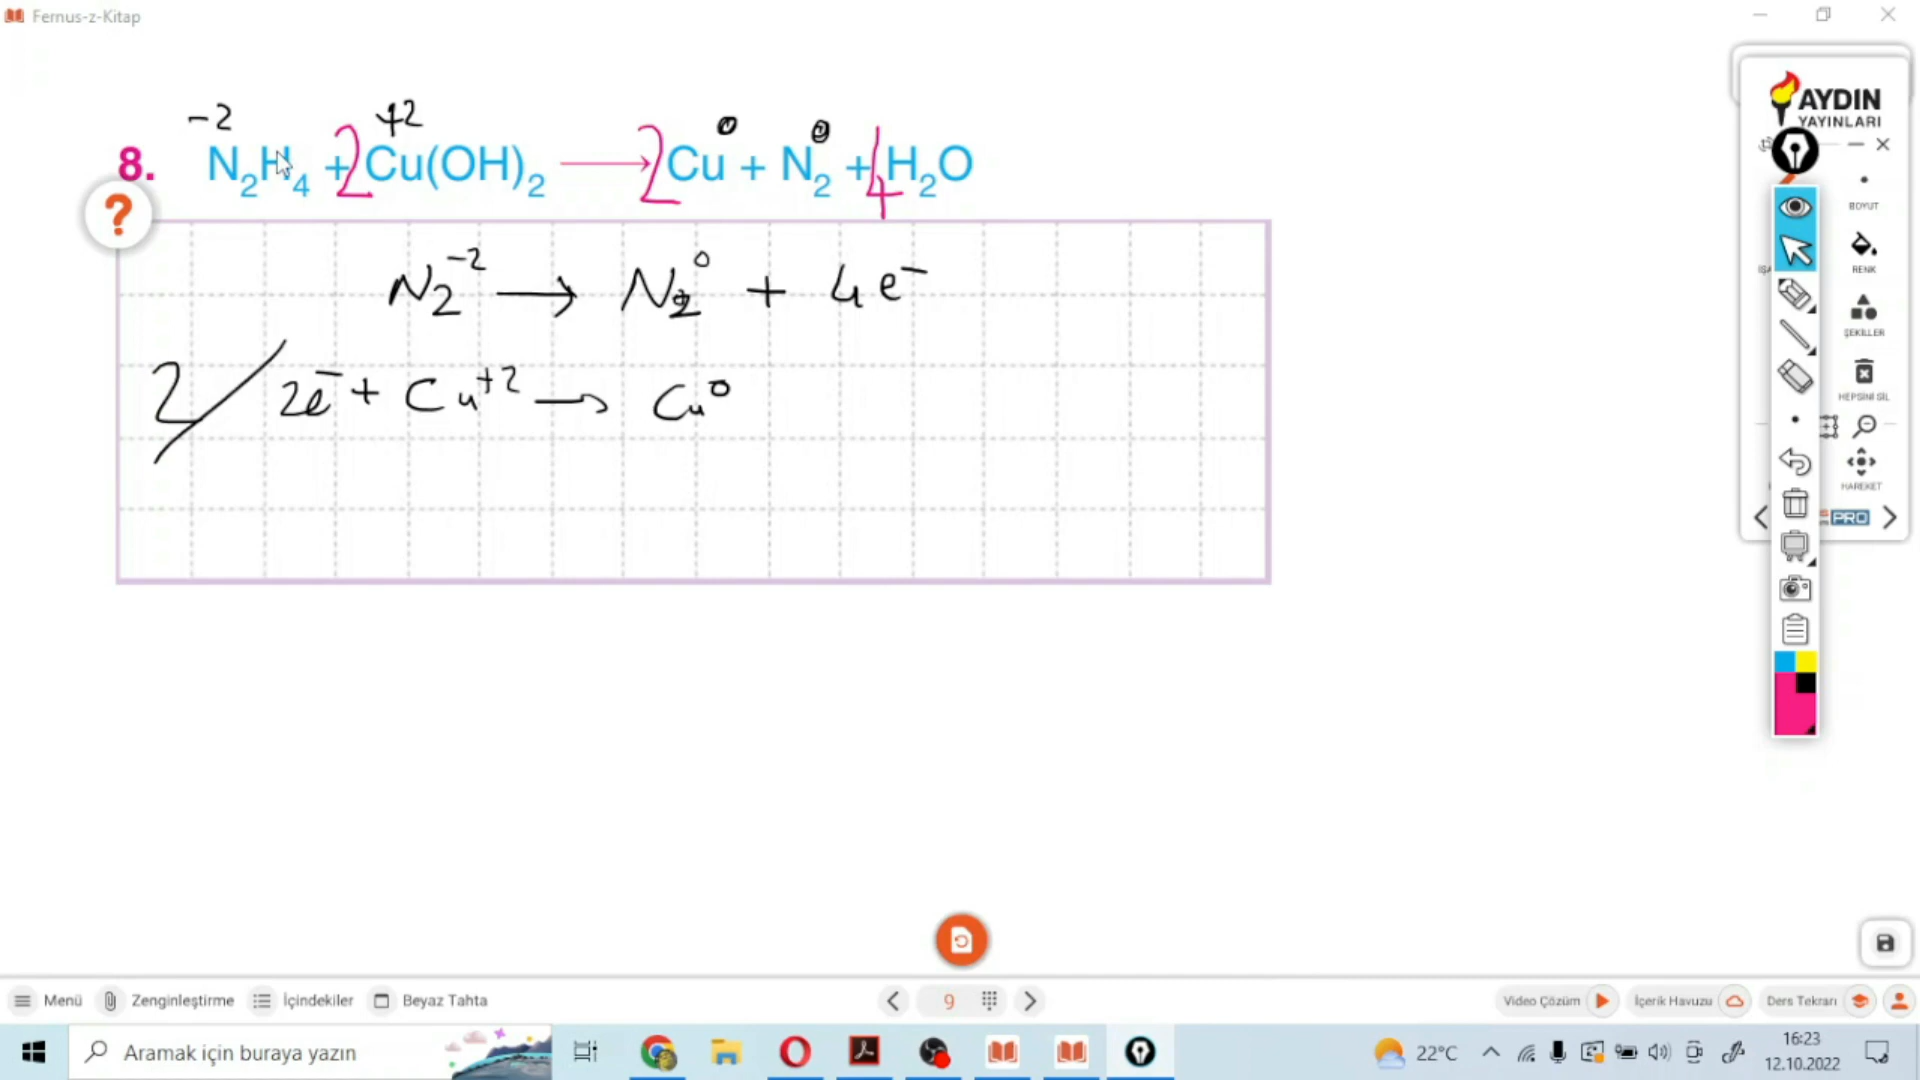 Fernus-z-Kitap
AYDIN
YAYINLARI
-2 +2 0 0
8. N₂H₄ + 2Cu(OH)₂ → 2Cu + N₂ + 4H₂O
?
N₂⁻² → N₂⁰ + 4e⁻
2/ 2e⁻ + Cu⁺² → Cu⁰
BOYUT
RENK
ŞEKİLLER
HEPSİNİ SİL
HAREKET
PRO
Menü Zenginleştirme İçindekiler Beyaz Tahta 9 Video Çözüm İçerik Havuzu Ders Tekrarı
Aramak için buraya yazın 22°C 16:23
12.10.2022